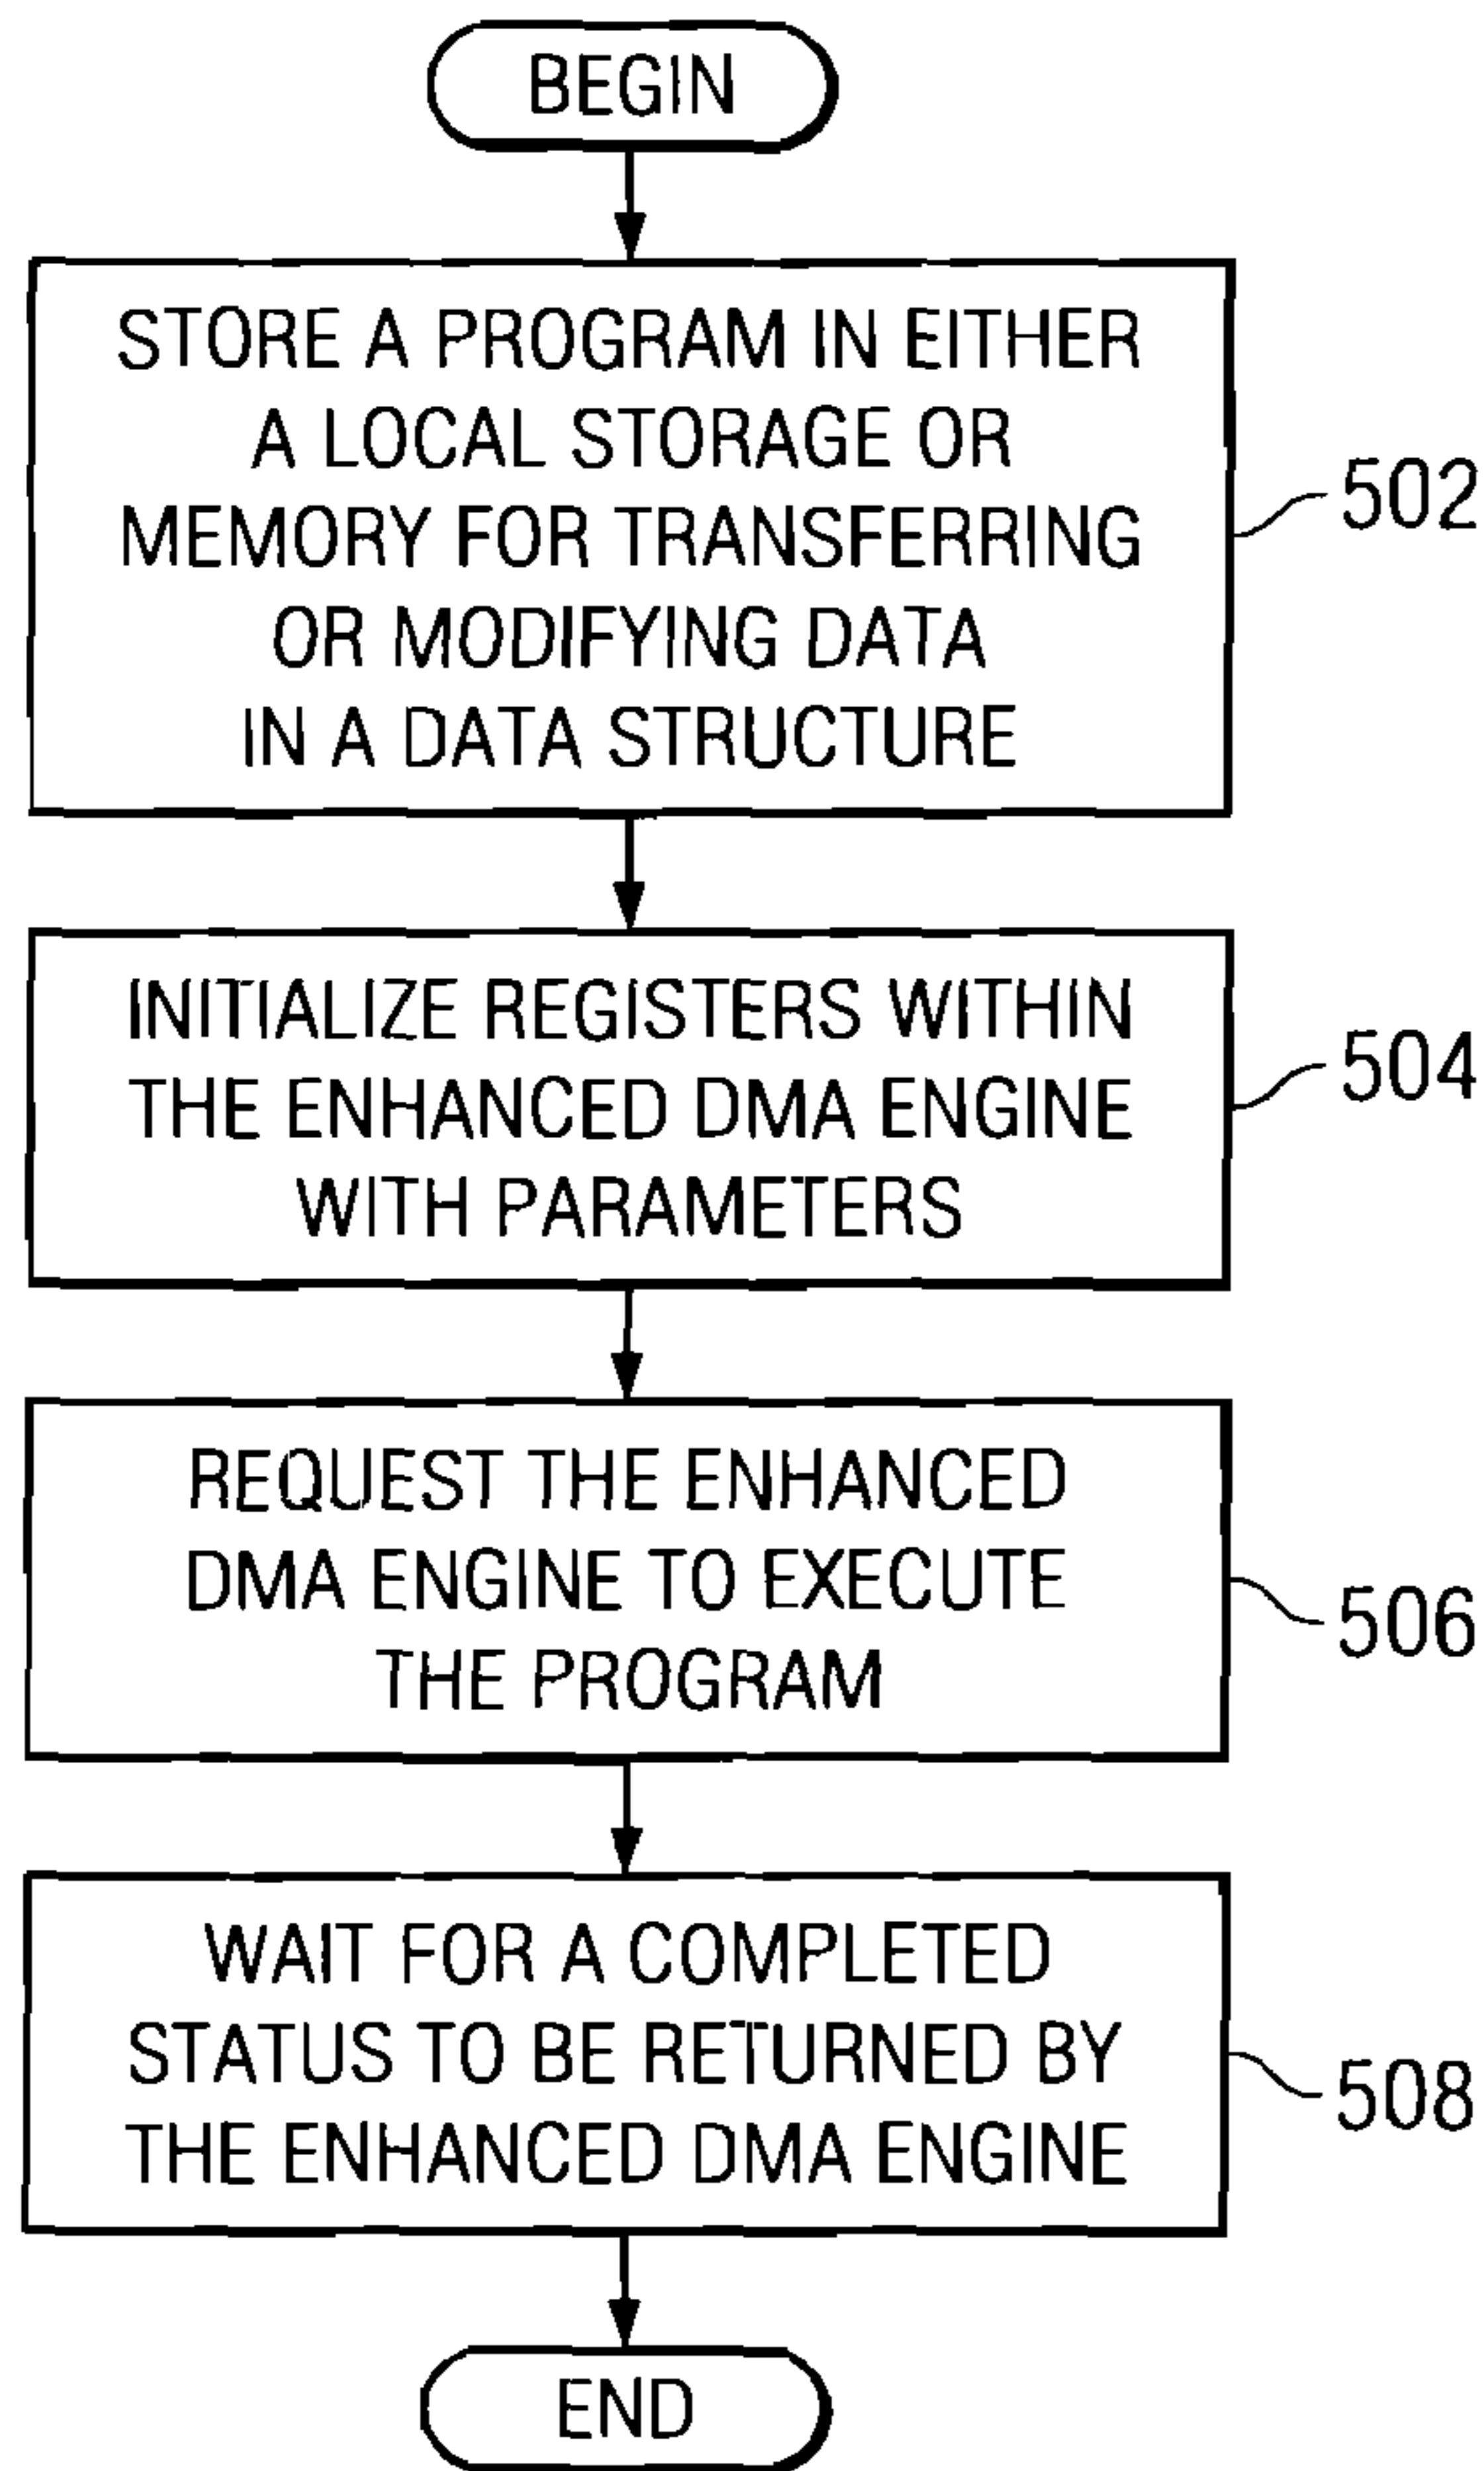 BEGIN
STORE A PROGRAM IN EITHER
A LOCAL STORAGE OR
MEMORY FOR TRANSFERRING
OR MODIFYING DATA
IN A DATA STRUCTURE
502
INITIALIZE REGISTERS WITHIN
THE ENHANCED DMA ENGINE
WITH PARAMETERS
504
REQUEST THE ENHANCED
DMA ENGINE TO EXECUTE
THE PROGRAM
506
WAIT FOR A COMPLETED
STATUS TO BE RETURNED BY
THE ENHANCED DMA ENGINE
508
END